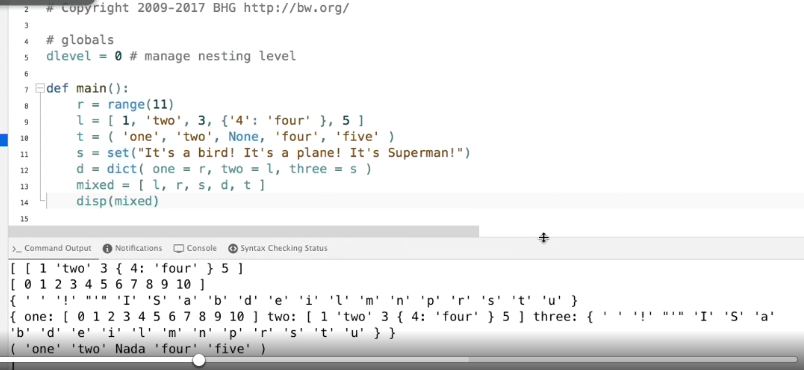 2 # Copyright 2009-2017 BHG http://bw.org/
3
4 # globals
5 dlevel = 0 # manage nesting level
6
7 def main():
8 r = range(11)
9 l = [ 1, 'two', 3, {'4': 'four' }, 5 ]
10 t = ( 'one', 'two', None, 'four', 'five' )
11 s = set("It's a bird! It's a plane! It's Superman!")
12 d = dict( one = r, two = l, three = s )
13 mixed = [ l, r, s, d, t ]
14 disp(mixed)
15
>_ Command Output Notifications Console Syntax Checking Status
[ [ 1 'two' 3 { 4: 'four' } 5 ]
[ 0 1 2 3 4 5 6 7 8 9 10 ]
{ ' ' '!' "'" 'I' 'S' 'a' 'b' 'd' 'e' 'i' 'l' 'm' 'n' 'p' 'r' 's' 't' 'u' }
{ one: [ 0 1 2 3 4 5 6 7 8 9 10 ] two: [ 1 'two' 3 { 4: 'four' } 5 ] three: { ' ' '!' "'" 'I' 'S' 'a'
'b' 'd' 'e' 'i' 'l' 'm' 'n' 'p' 'r' 's' 't' 'u' } }
( 'one' 'two' Nada 'four' 'five' )